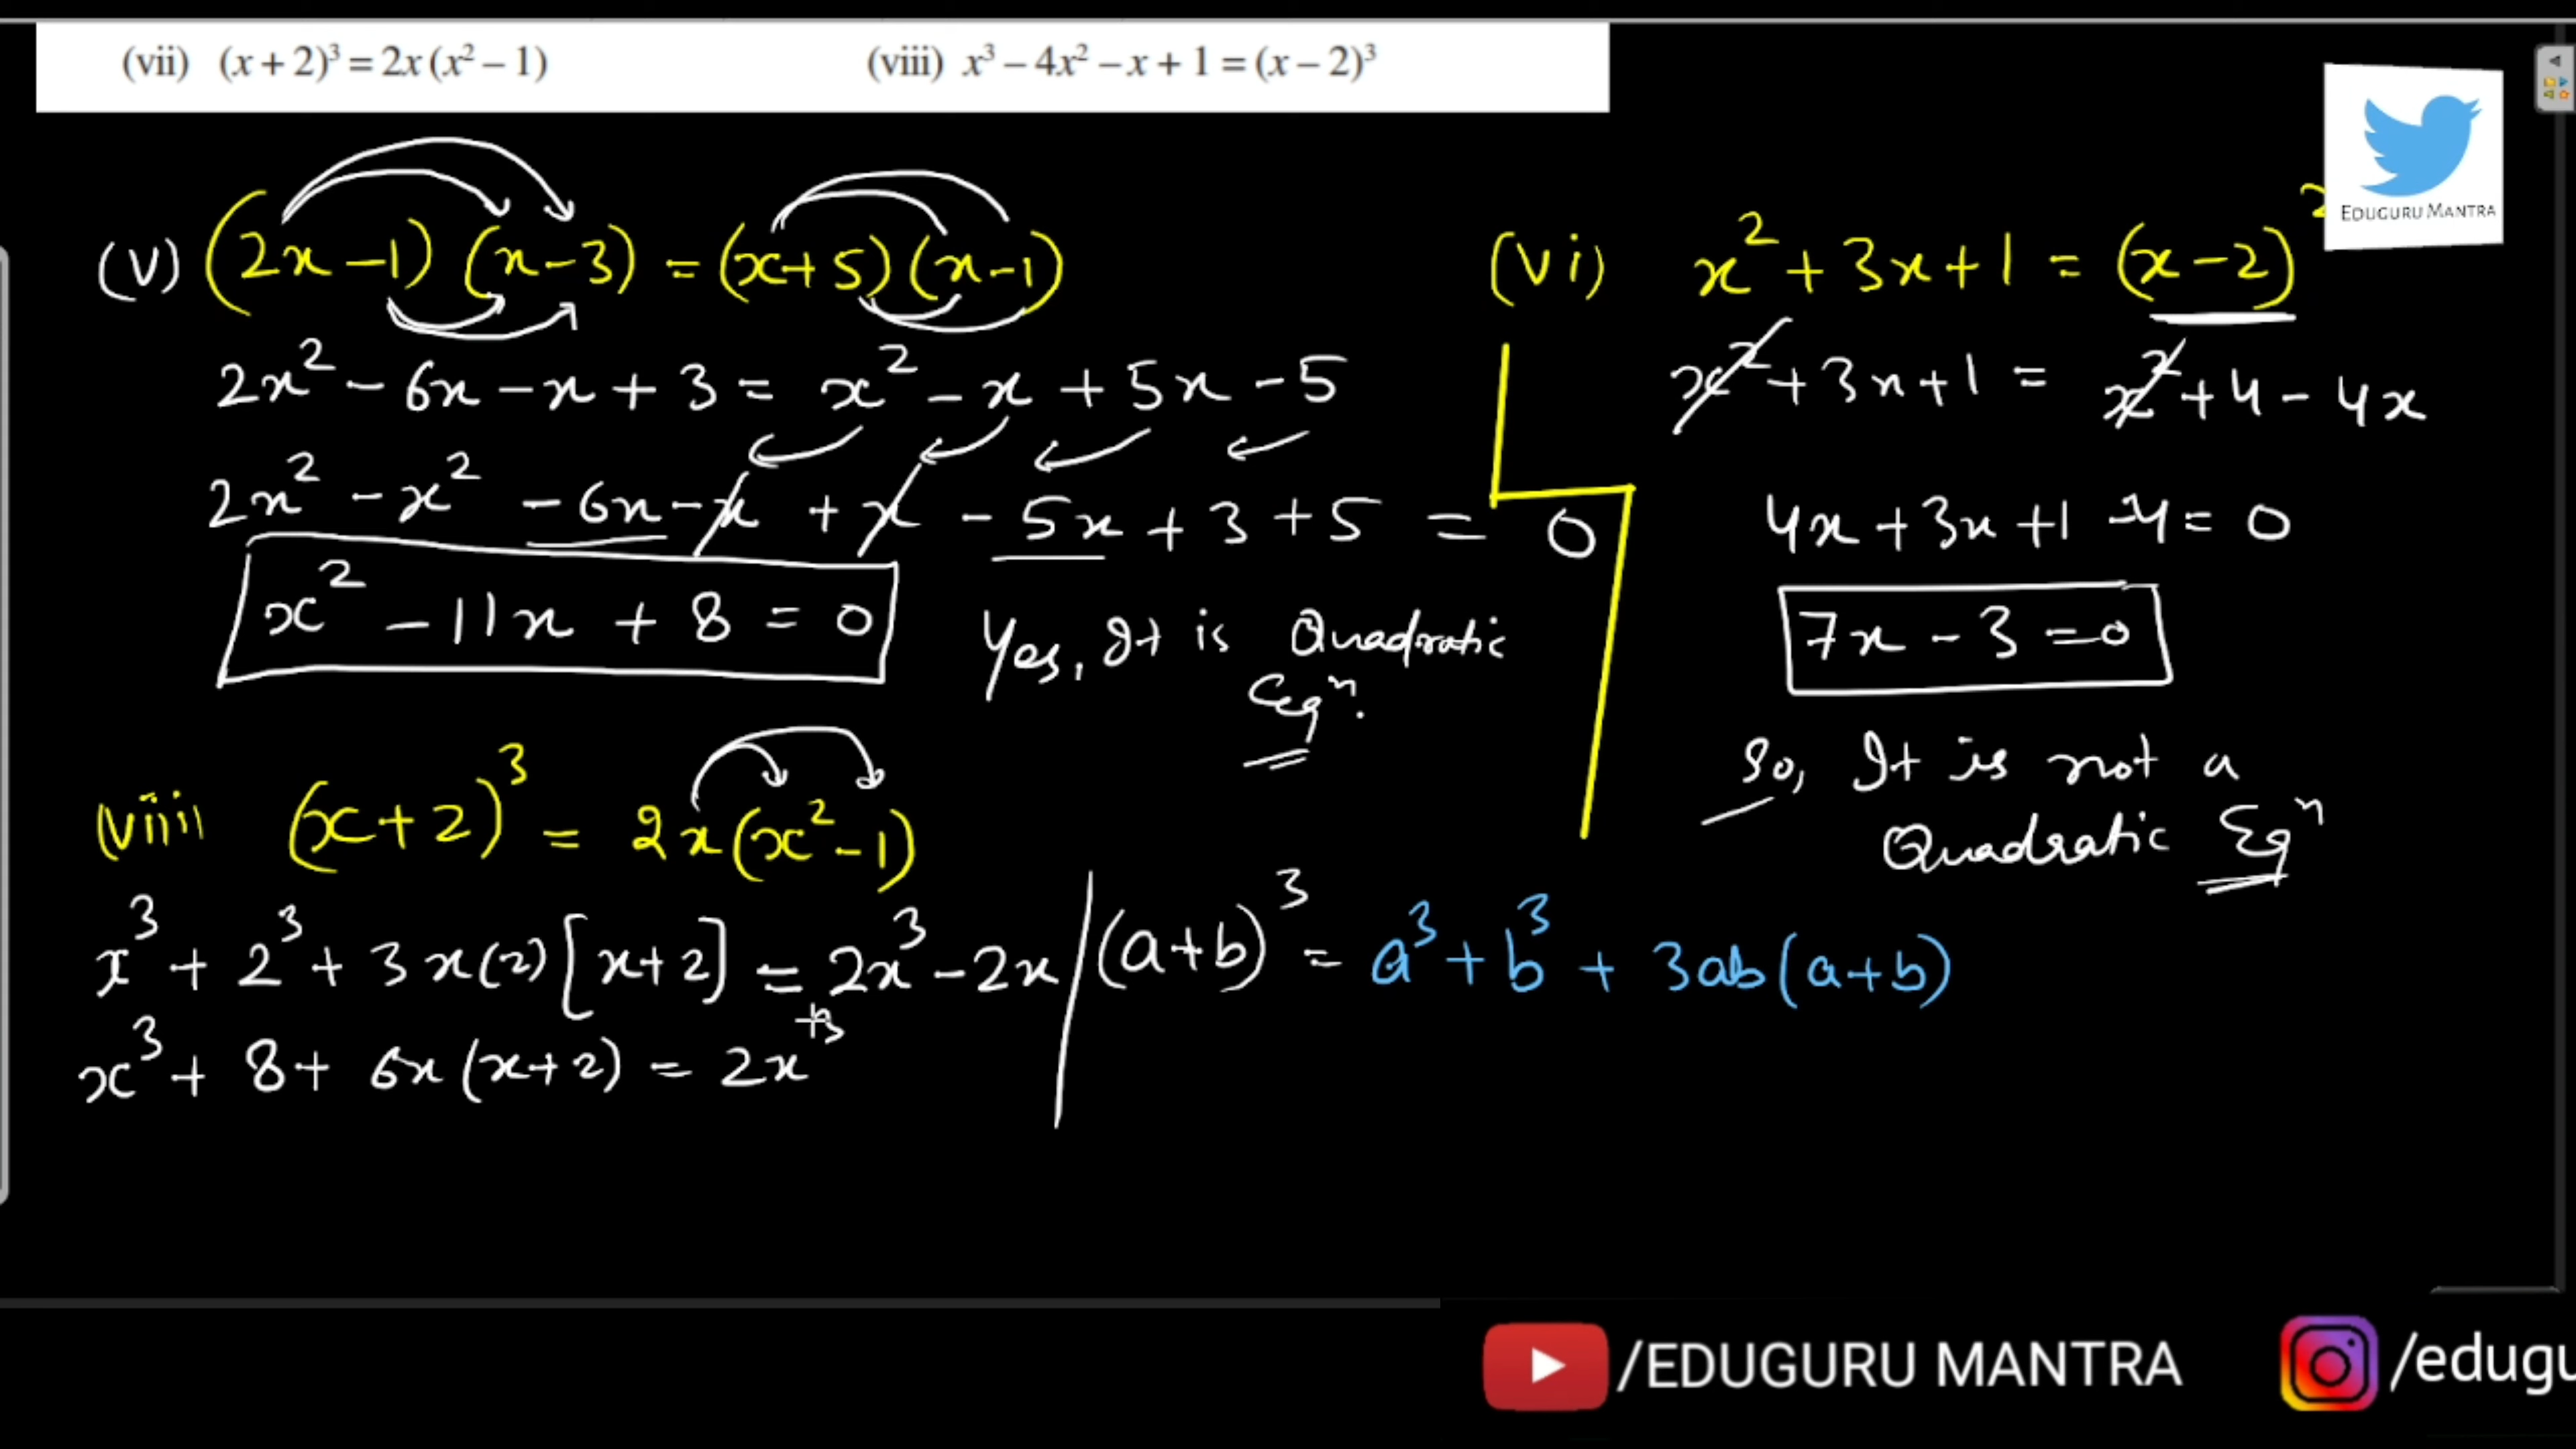 (vii) (x + 2)³ = 2x (x² – 1) (viii) x³ – 4x² – x + 1 = (x – 2)³
EDUGURU MANTRA
(V) (2x – 1) (x – 3) = (x + 5) (x – 1)
2x² – 6x – x + 3 = x² – x + 5x – 5
2x² – x² – 6x – x + x – 5x + 3 + 5 = 0
x² – 11x + 8 = 0
Yes, It is Quadratic
Eqⁿ.
(Vi) x² + 3x + 1 = (x – 2)²
x² + 3x + 1 = x² + 4 – 4x
4x + 3x + 1 – 4 = 0
7x – 3 = 0
So, It is not a
Quadratic Eqⁿ
(Viii) (x + 2)³ = 2x (x² – 1)
x³ + 2³ + 3x(2) [x + 2] = 2x³ – 2x
x³ + 8 + 6x (x + 2) = 2x³
(a + b)³ = a³ + b³ + 3ab (a + b)
/EDUGURU MANTRA
/edugu